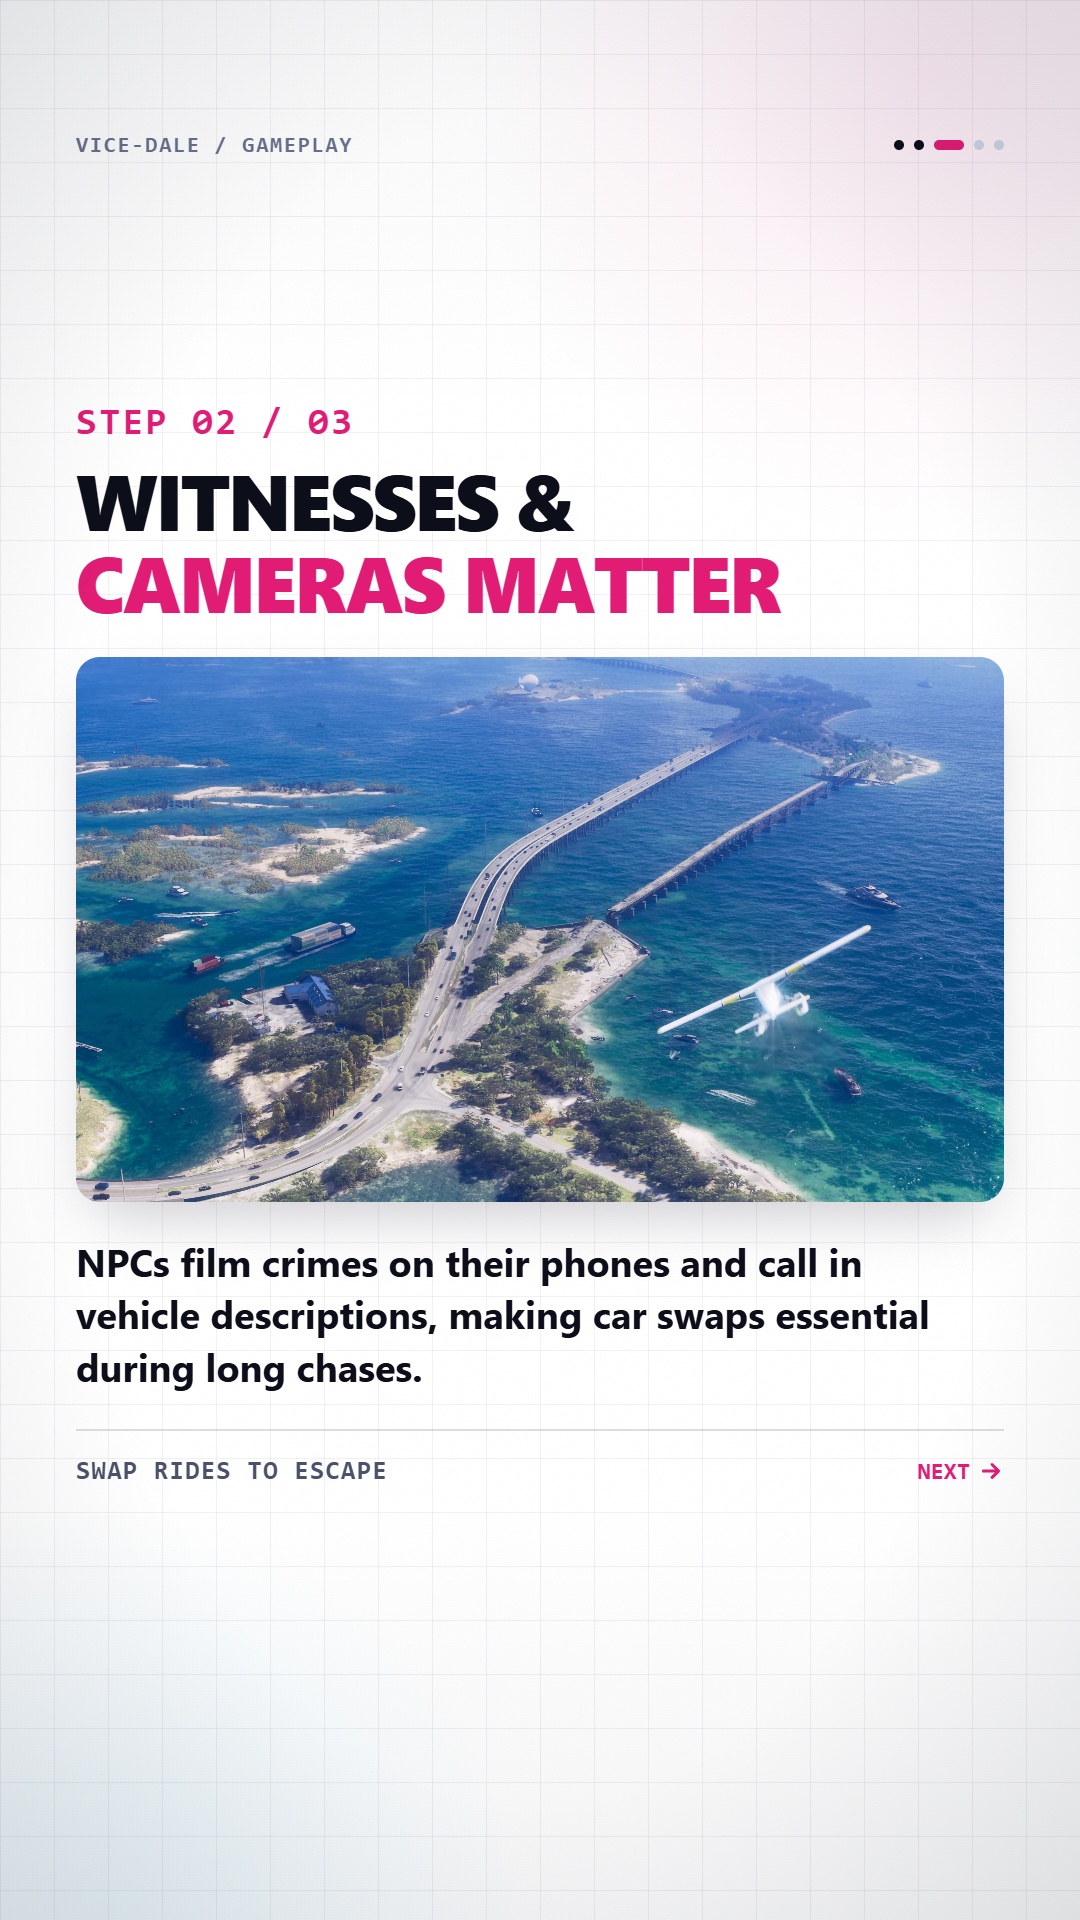 VICE-DALE / GAMEPLAY
STEP 02 / 03
WITNESSES &
CAMERAS MATTER
NPCs film crimes on their phones and call in
vehicle descriptions, making car swaps essential
during long chases.
SWAP RIDES TO ESCAPE
NEXT →